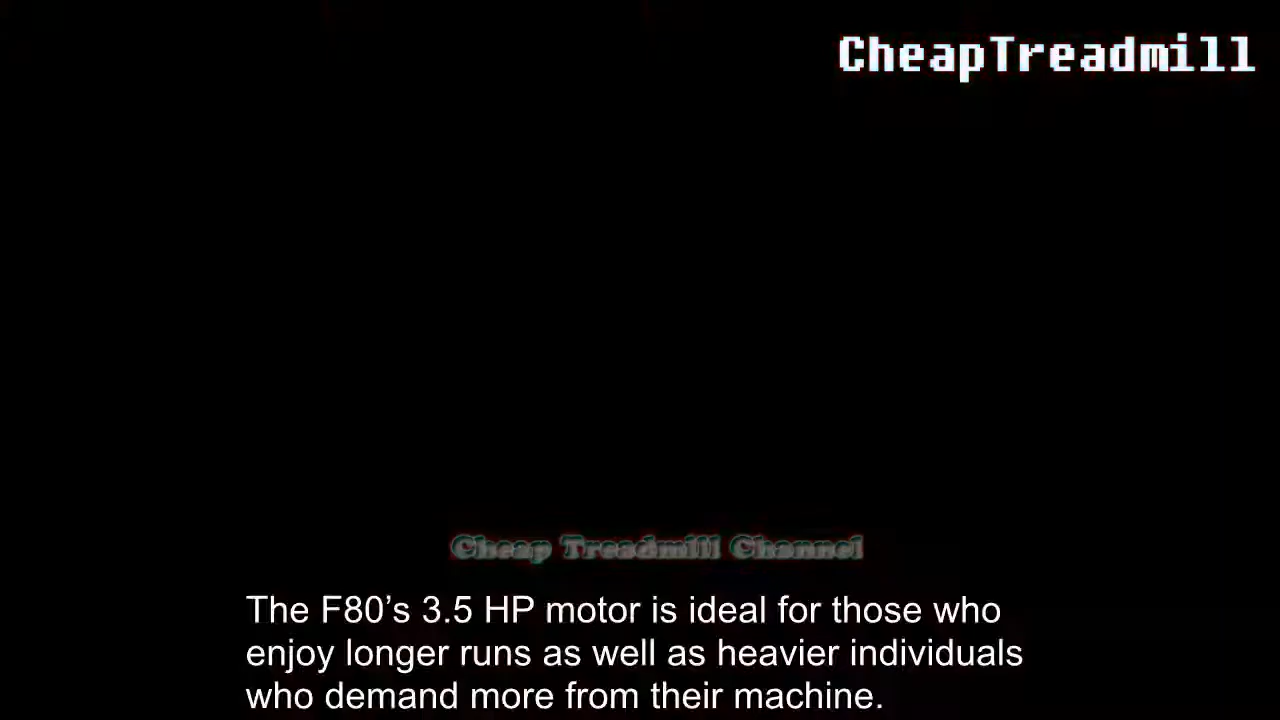 CheapTreadmill
Cheap Treadmill Channel
The F80’s 3.5 HP motor is ideal for those who
enjoy longer runs as well as heavier individuals
who demand more from their machine.